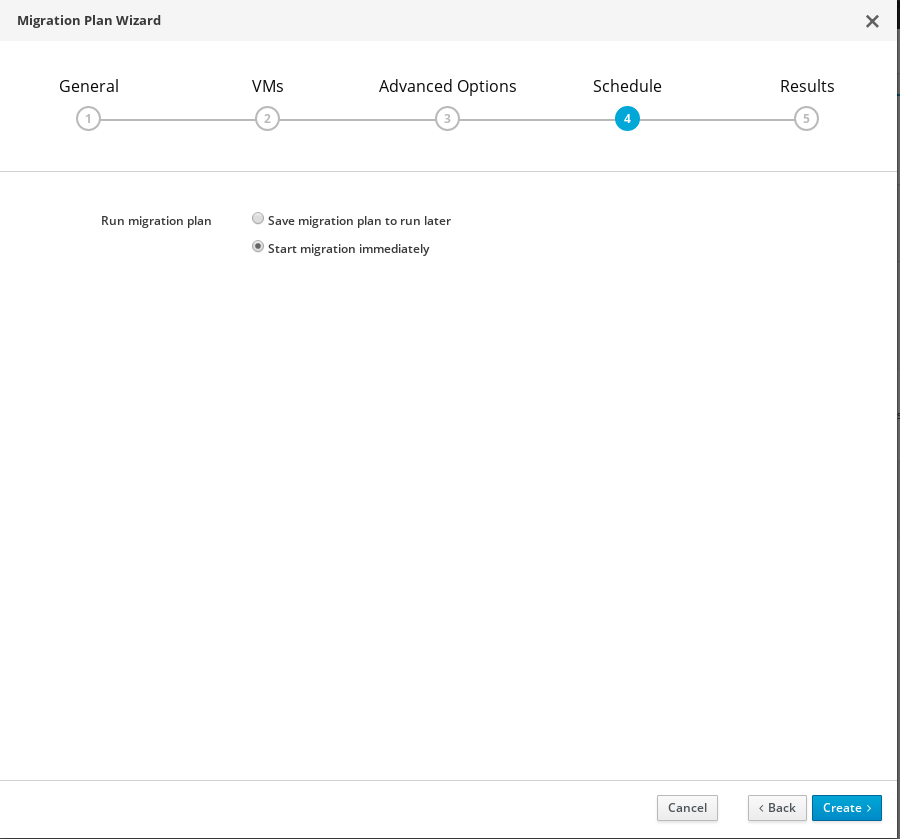 Migration Plan Wizard
General VMs Advanced Options Schedule Results
1 2 3 4 5
Run migration plan Save migration plan to run later
Start migration immediately
Cancel < Back Create >